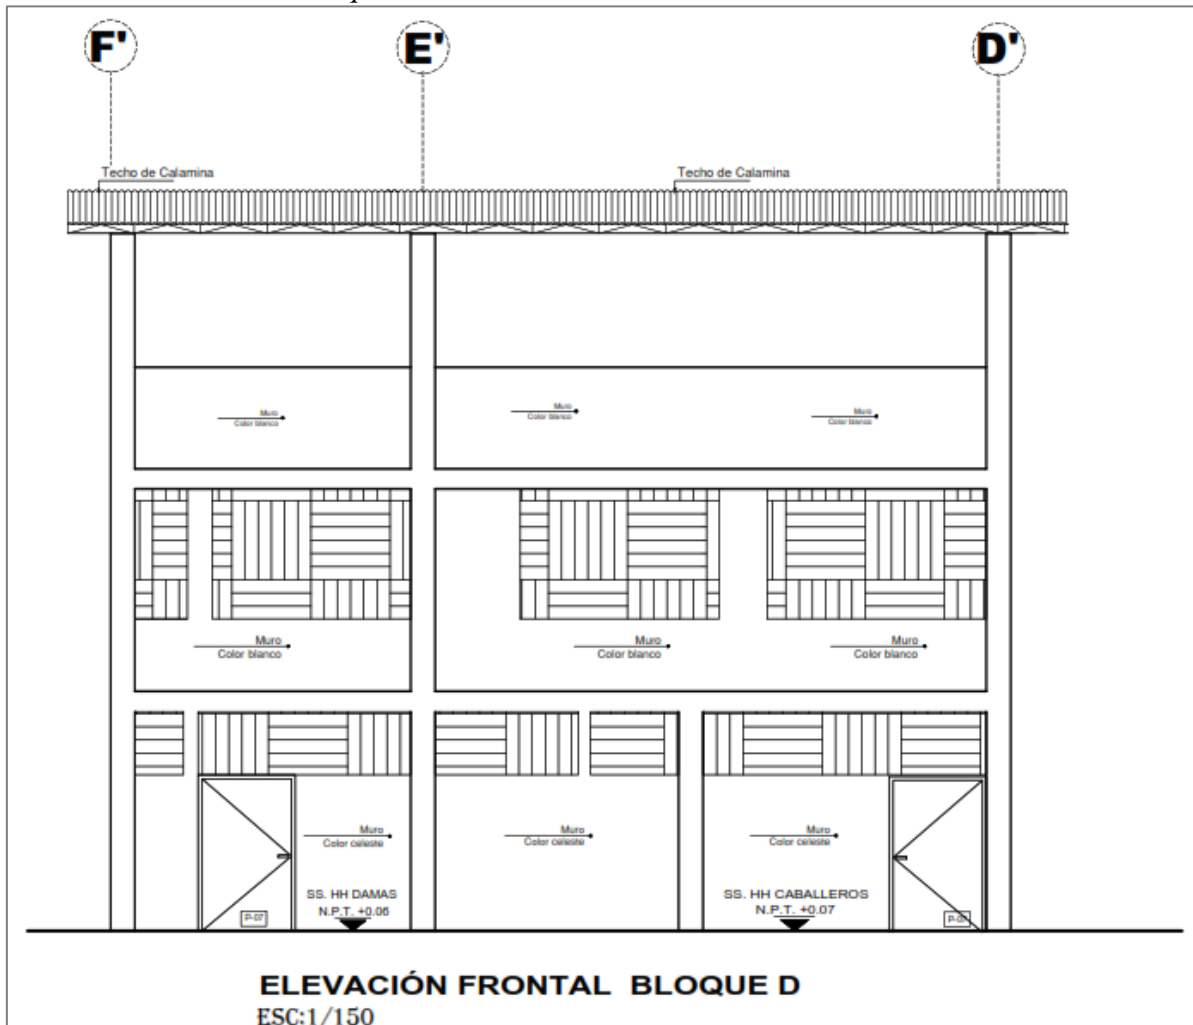 F' E' D'
Techo de Calamina Techo de Calamina
Muro Muro Muro
Color blanco Color blanco Color blanco
Muro Muro Muro
Color blanco Color blanco Color blanco
Muro Muro Muro
Color celeste Color celeste Color celeste
SS. HH DAMAS SS. HH CABALLEROS
N.P.T. +0.06 N.P.T. +0.07
P-07 P-07
ELEVACIÓN FRONTAL BLOQUE D
ESC:1/150